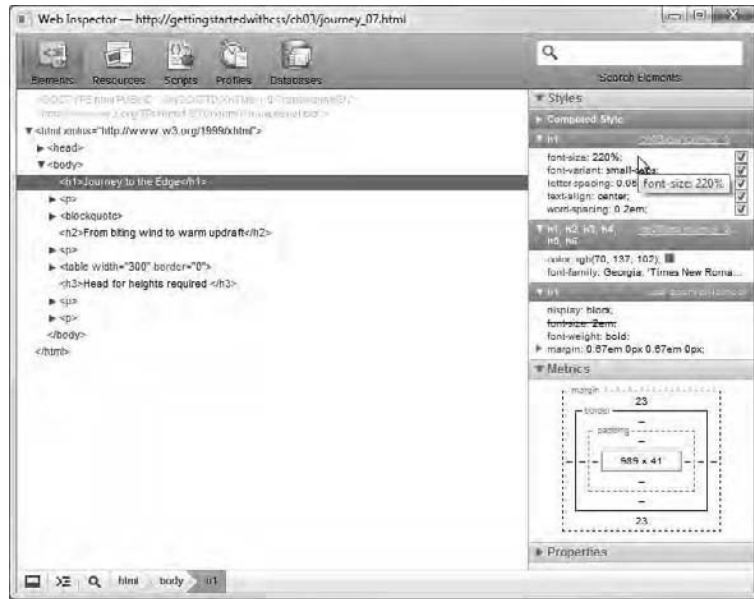 Web Inspector — http://gettingstartedwithcss/ch03/journey_07.html
Elements Resources Scripts Profiles Databases
Search Elements
<html xmlns="http://www.w3.org/1999/xhtml">
<head>
<body>
<h1>Journey to the Edge</h1>
<p>
<blockquote>
<h2>From biting wind to warm updraft</h2>
<p>
<table width="300" border="0">
<h3>Head for heights required </h3>
<p>
<p>
</body>
</html>
Styles
Computed Style
h1
font-size: 220%;
font-variant: small-caps;
letter-spacing: 0.05
font-size: 220%
text-align: center;
word-spacing: 0.2em;
h1, h2, h3, h4,
h5, h6
color: rgb(70, 137, 102);
font-family: Georgia, 'Times New Roma...
h1
display: block;
font-size: 2em;
font-weight: bold;
margin: 0.67em 0px 0.67em 0px;
Metrics
margin
23
border
–
padding
–
– – – 989 x 41 – – –
–
–
23
Properties
html body h1